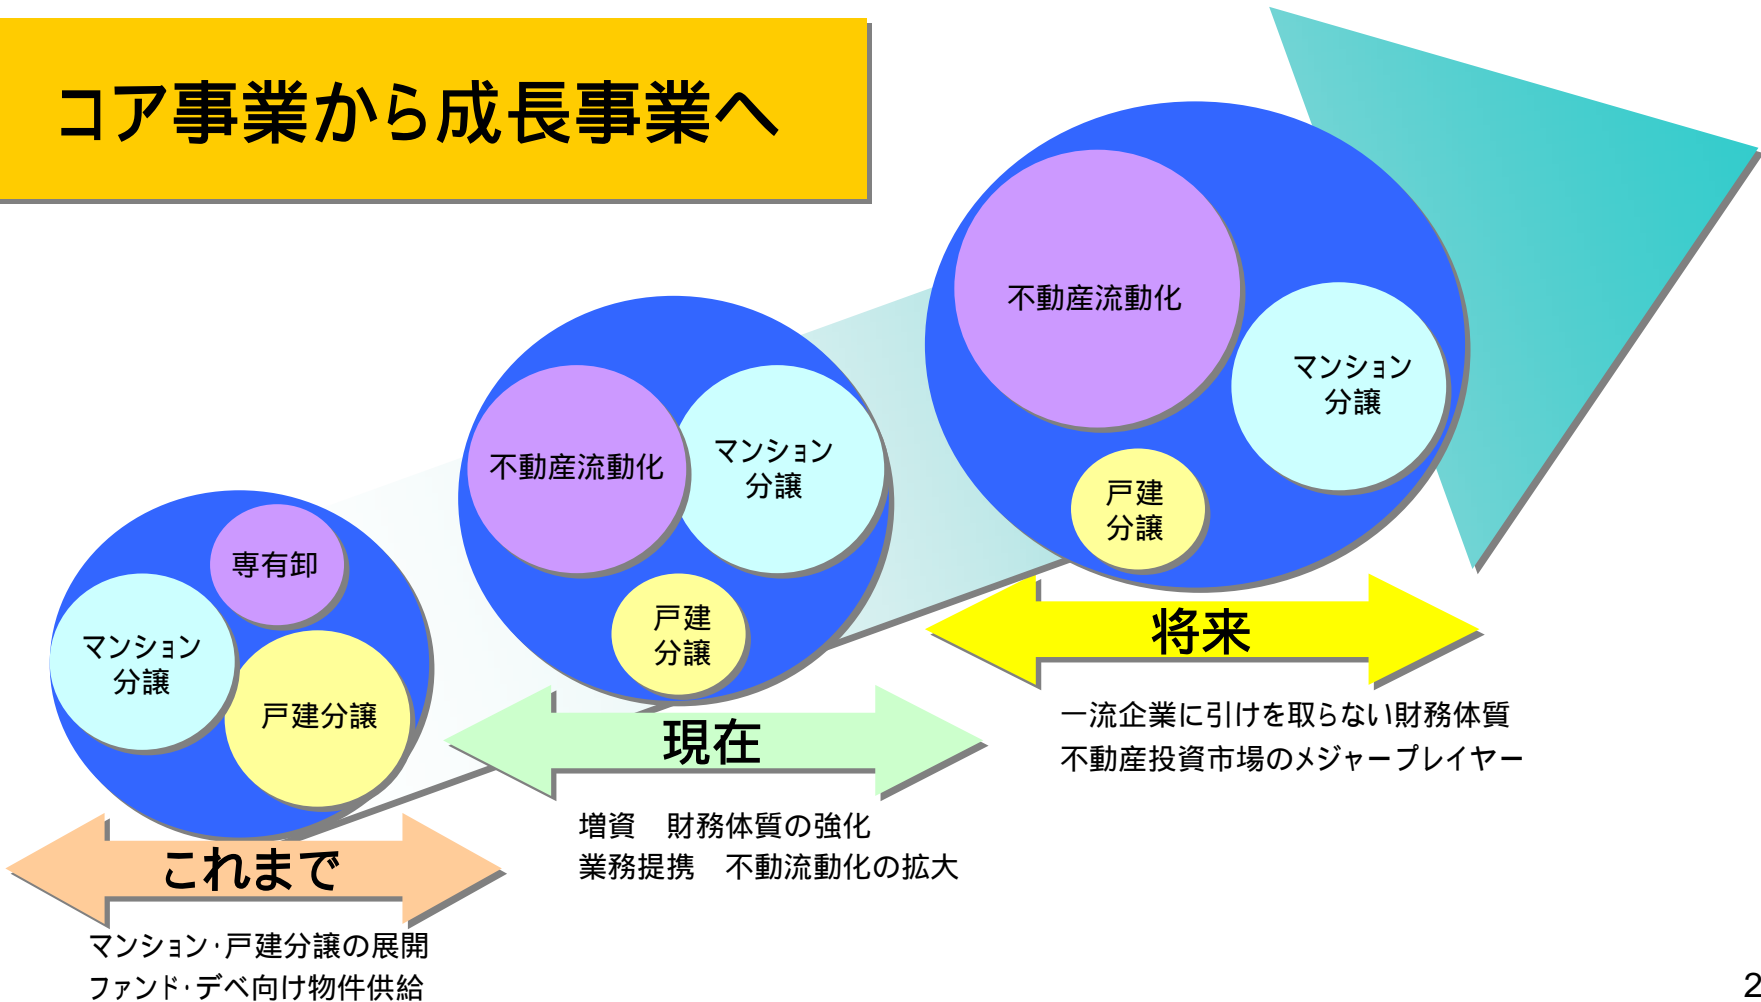 コア事業から成長事業へ
専有卸
マンション
分譲
戸建分譲
これまで
マンション・戸建分譲の展開
ファンド・デベ向け物件供給
不動産流動化
マンション
分譲
戸建
分譲
現在
増資　財務体質の強化
業務提携　不動流動化の拡大
不動産流動化
マンション
分譲
戸建
分譲
将来
一流企業に引けを取らない財務体質
不動産投資市場のメジャープレイヤー
2